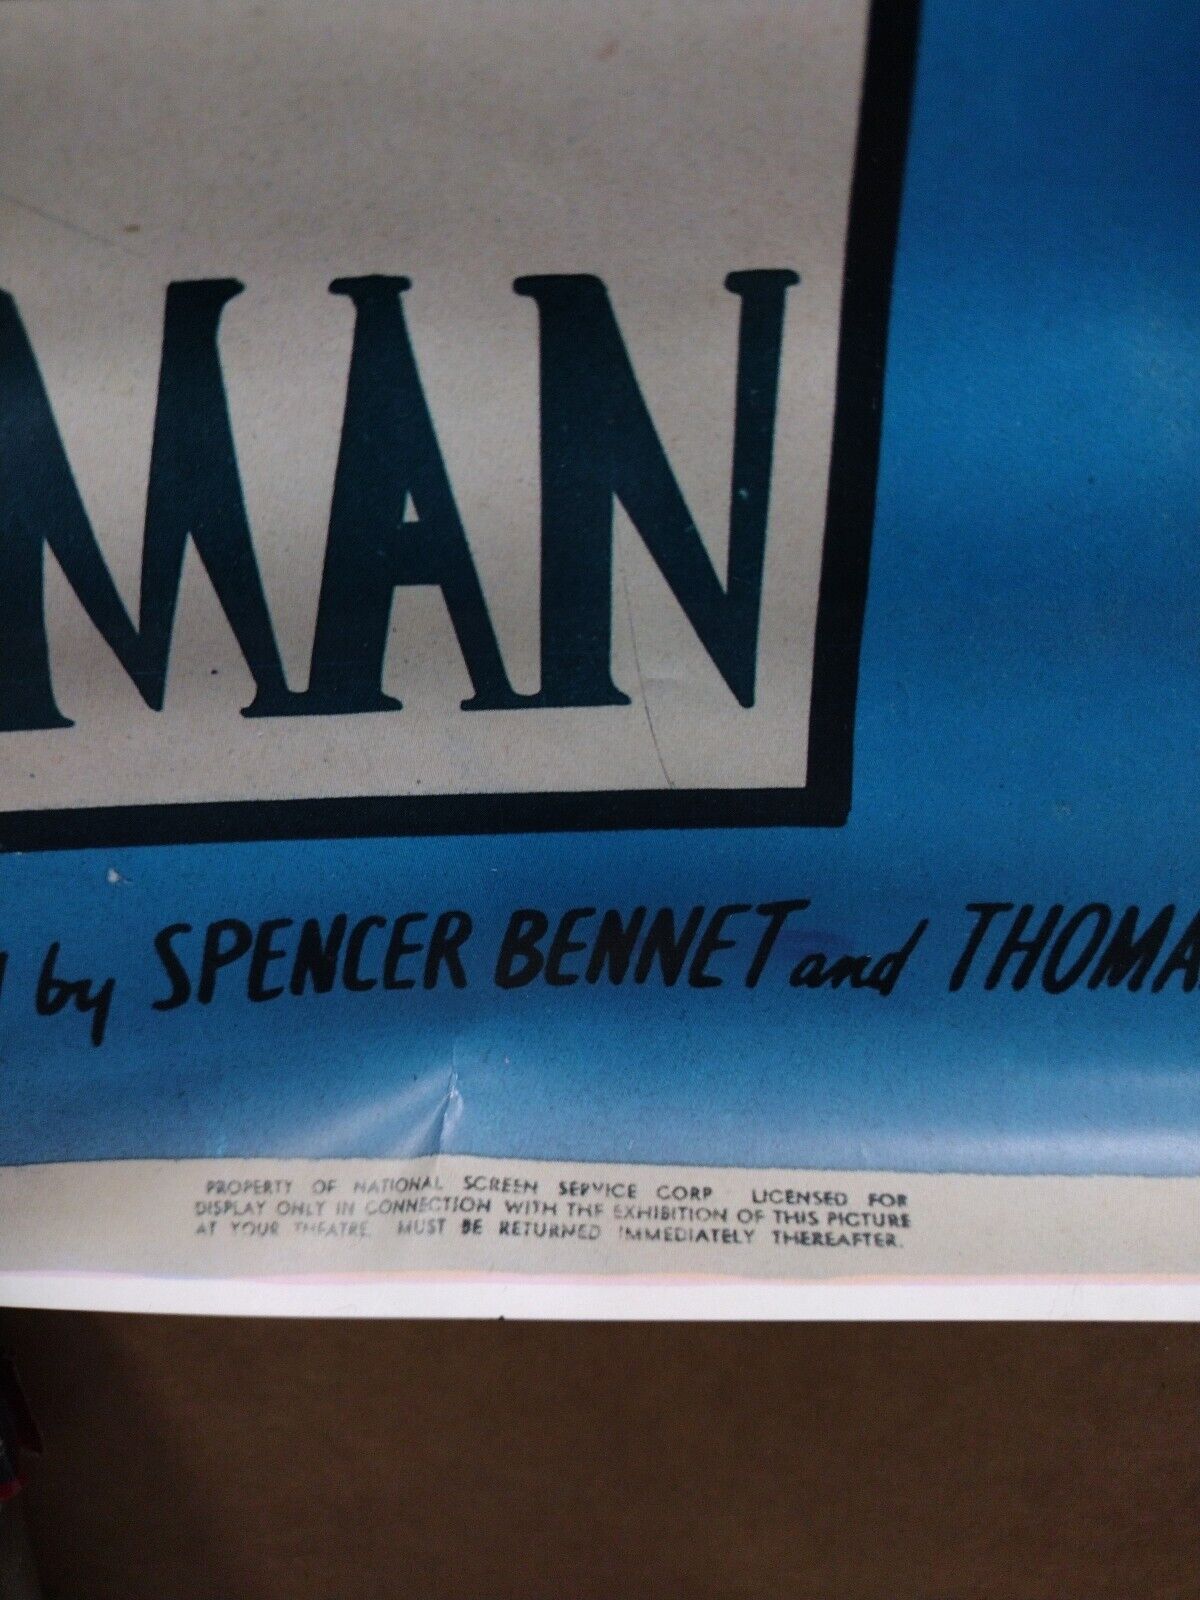 MAN
by SPENCER BENNET and THOMA
PROPERTY OF NATIONAL SCREEN SERVICE CORP LICENSED FOR
DISPLAY ONLY IN CONNECTION WITH THE EXHIBITION OF THIS PICTURE
AT YOUR THEATRE. MUST BE RETURNED IMMEDIATELY THEREAFTER.